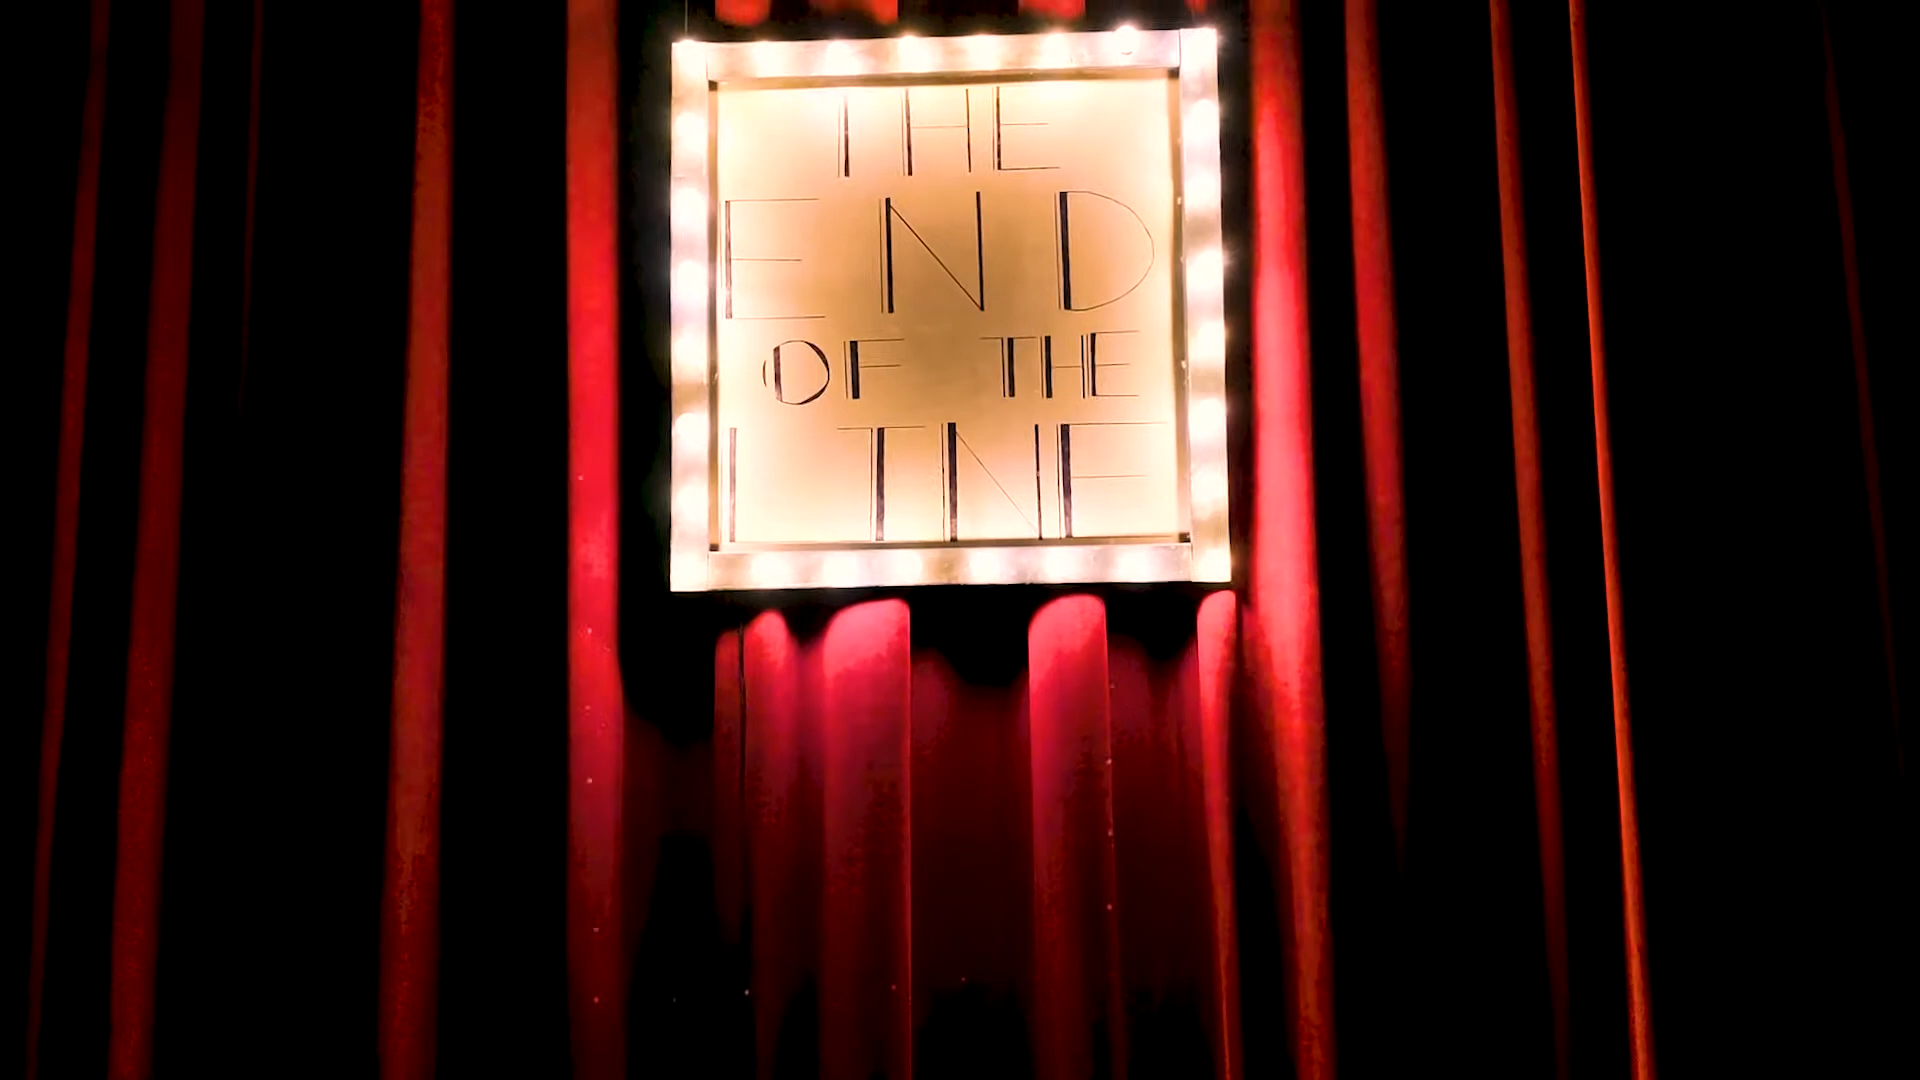 THE
END
OF THE
LINE